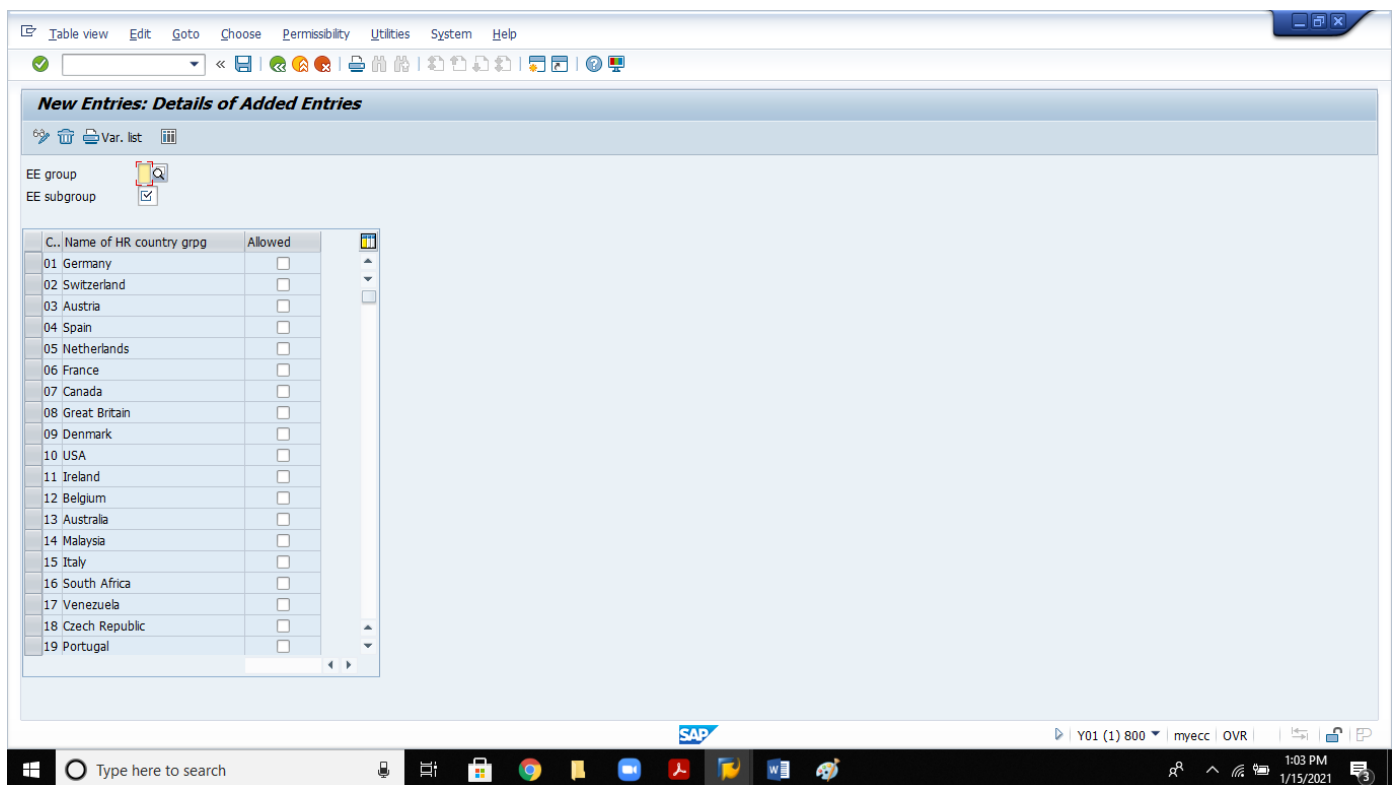 Table view Edit Goto Choose Permissibility Utilities System Help
New Entries: Details of Added Entries
Var. list
EE group
EE subgroup
C.. Name of HR country grpg Allowed
01 Germany
02 Switzerland
03 Austria
04 Spain
05 Netherlands
06 France
07 Canada
08 Great Britain
09 Denmark
10 USA
11 Ireland
12 Belgium
13 Australia
14 Malaysia
15 Italy
16 South Africa
17 Venezuela
18 Czech Republic
19 Portugal
SAP
Y01 (1) 800 myecc OVR
Type here to search
1:03 PM
1/15/2021
3